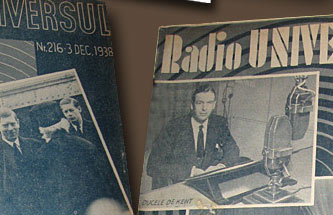 IVERSUL
Nr. 216-3 DEC. 1938
Radio UNIVE
DUCELE DE KENT